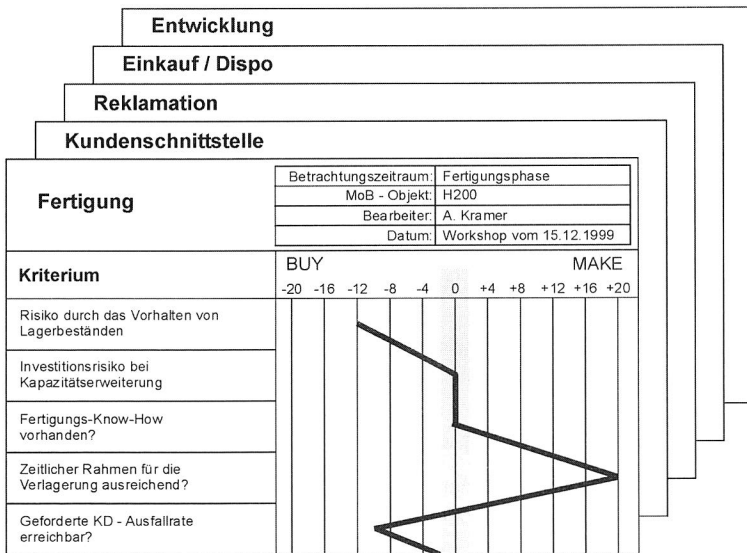 Entwicklung
Einkauf / Dispo
Reklamation
Kundenschnittstelle
Fertigung
Betrachtungszeitraum: Fertigungsphase
MoB - Objekt: H200
Bearbeiter: A. Kramer
Datum: Workshop vom 15.12.1999
Kriterium
BUY MAKE
-20 -16 -12 -8 -4 0 +4 +8 +12 +16 +20
Risiko durch das Vorhalten von
Lagerbeständen
Investitionsrisiko bei
Kapazitätserweiterung
Fertigungs-Know-How
vorhanden?
Zeitlicher Rahmen für die
Verlagerung ausreichend?
Geforderte KD - Ausfallrate
erreichbar?